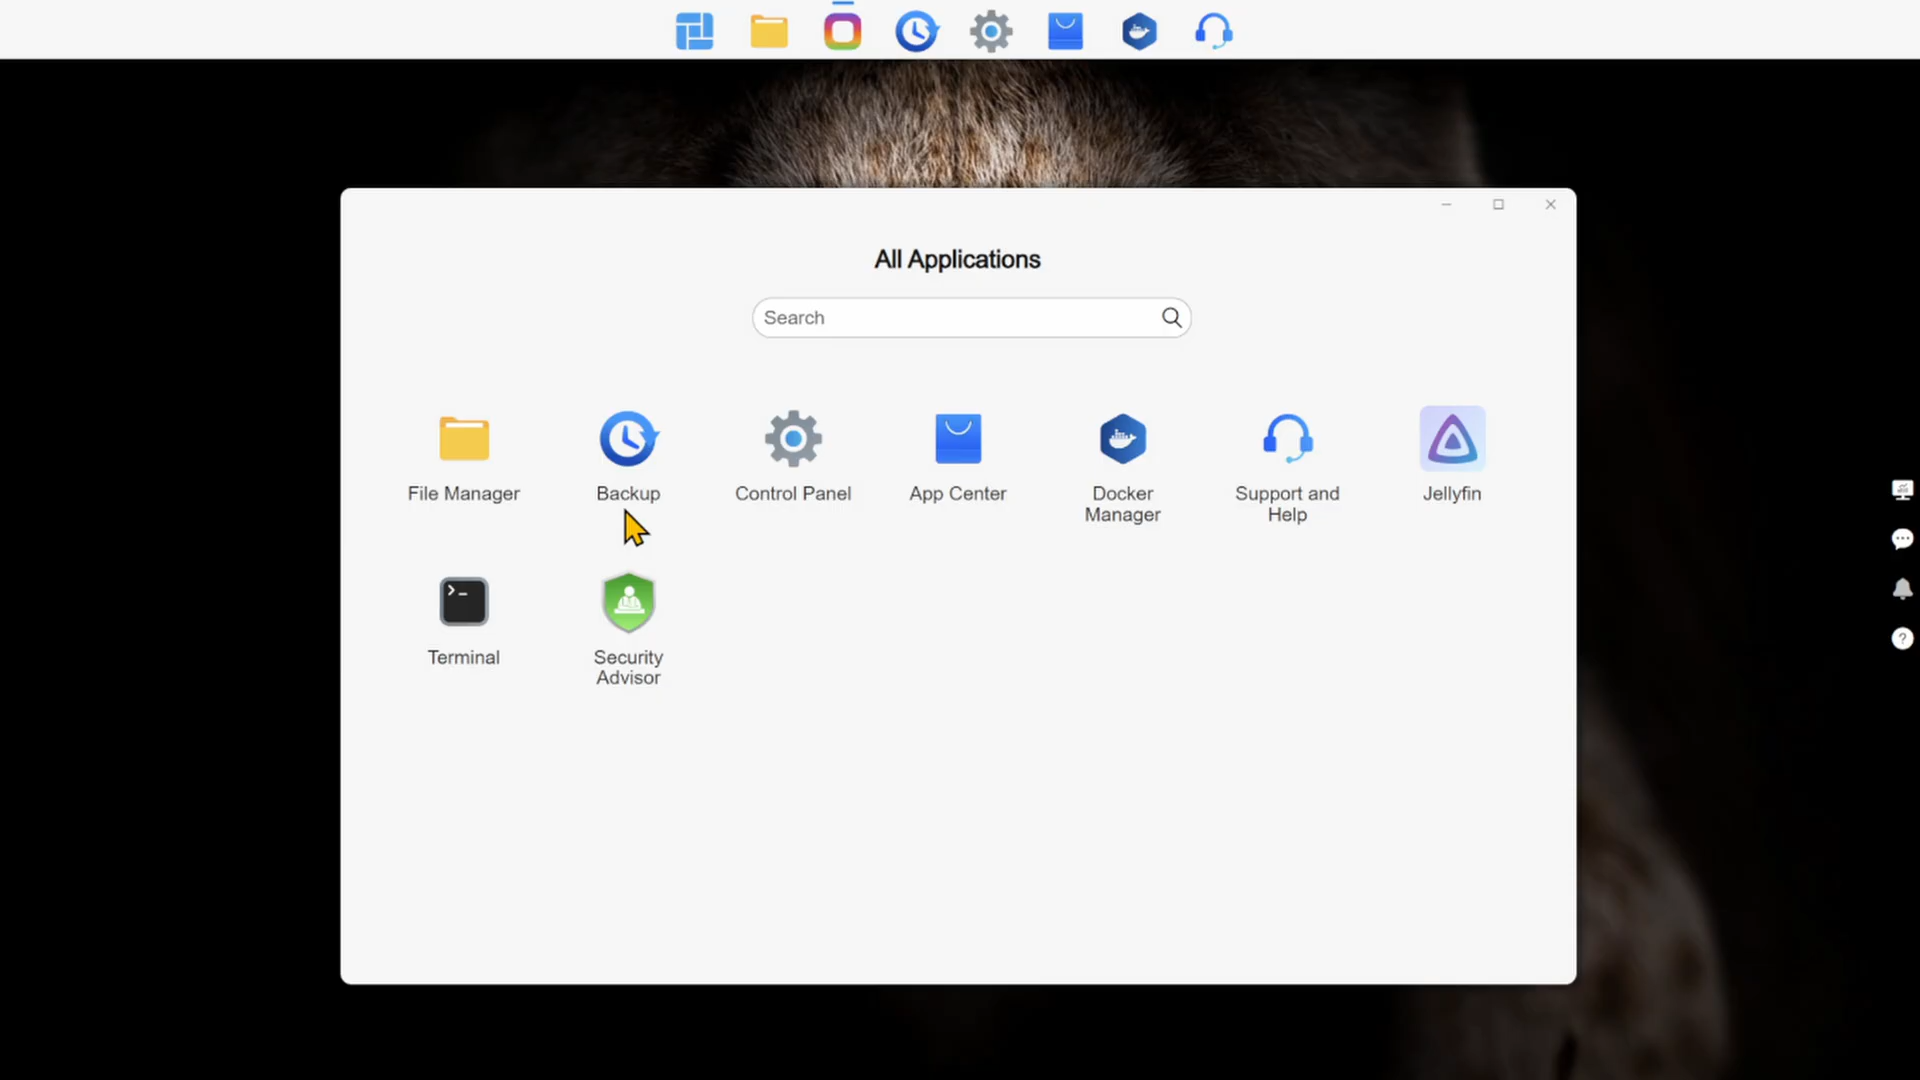 All Applications
Search
File Manager
Backup
Control Panel
App Center
Docker
Manager
Support and
Help
Jellyfin
>_
Terminal
Security
Advisor
?